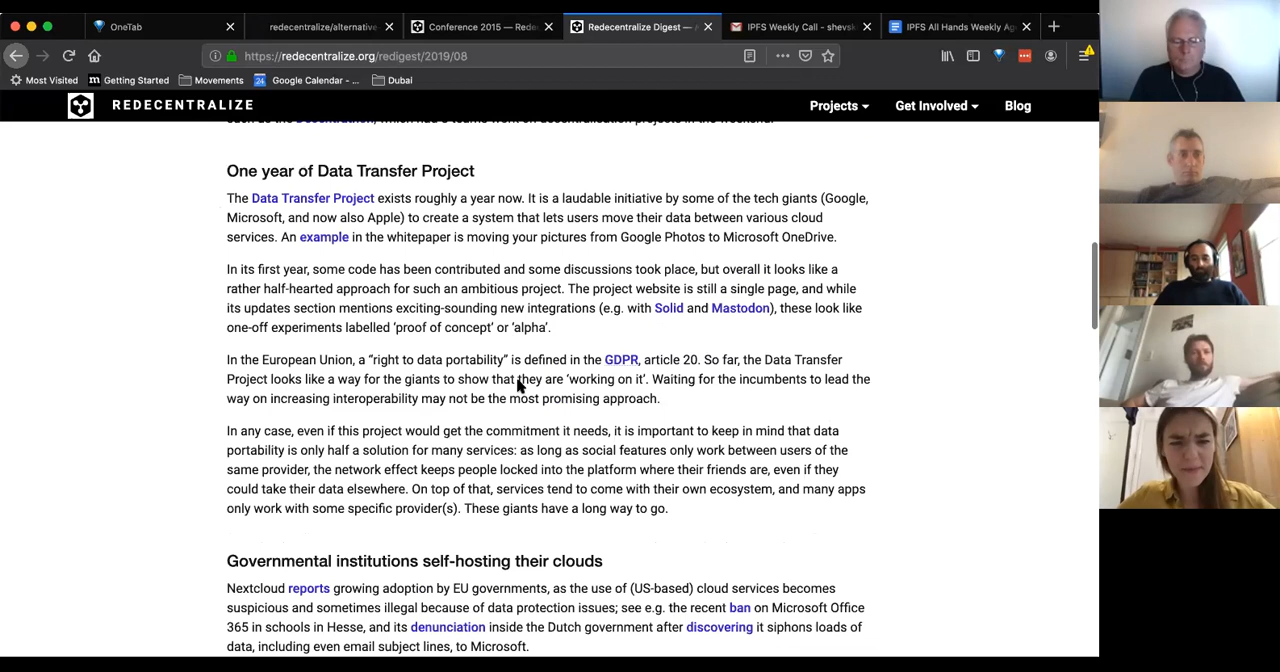 OneTab
redecentralize/alternative
Conference 2015 — Rede
Redecentralize Digest —
IPFS Weekly Call - shevsk
IPFS All Hands Weekly Ag
https://redecentralize.org/redigest/2019/08
Most Visited
Getting Started
Movements
24 Google Calendar - ...
Dubai
REDECENTRALIZE
Projects
Get Involved
Blog
such as the Decentrathon, which had 8 teams work on decentralisation projects in the weekend.
One year of Data Transfer Project
The Data Transfer Project exists roughly a year now. It is a laudable initiative by some of the tech giants (Google,
Microsoft, and now also Apple) to create a system that lets users move their data between various cloud
services. An example in the whitepaper is moving your pictures from Google Photos to Microsoft OneDrive.
In its first year, some code has been contributed and some discussions took place, but overall it looks like a
rather half-hearted approach for such an ambitious project. The project website is still a single page, and while
its updates section mentions exciting-sounding new integrations (e.g. with Solid and Mastodon), these look like
one-off experiments labelled ‘proof of concept’ or ‘alpha’.
In the European Union, a “right to data portability” is defined in the GDPR, article 20. So far, the Data Transfer
Project looks like a way for the giants to show that they are ‘working on it’. Waiting for the incumbents to lead the
way on increasing interoperability may not be the most promising approach.
In any case, even if this project would get the commitment it needs, it is important to keep in mind that data
portability is only half a solution for many services: as long as social features only work between users of the
same provider, the network effect keeps people locked into the platform where their friends are, even if they
could take their data elsewhere. On top of that, services tend to come with their own ecosystem, and many apps
only work with some specific provider(s). These giants have a long way to go.
Governmental institutions self-hosting their clouds
Nextcloud reports growing adoption by EU governments, as the use of (US-based) cloud services becomes
suspicious and sometimes illegal because of data protection issues; see e.g. the recent ban on Microsoft Office
365 in schools in Hesse, and its denunciation inside the Dutch government after discovering it siphons loads of
data, including even email subject lines, to Microsoft.